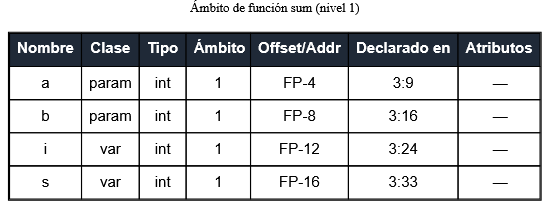 Ámbito de función sum (nivel 1)
Nombre Clase Tipo Ámbito Offset/Addr Declarado en Atributos
a param int 1 FP-4 3:9 —
b param int 1 FP-8 3:16 —
i var int 1 FP-12 3:24 —
s var int 1 FP-16 3:33 —